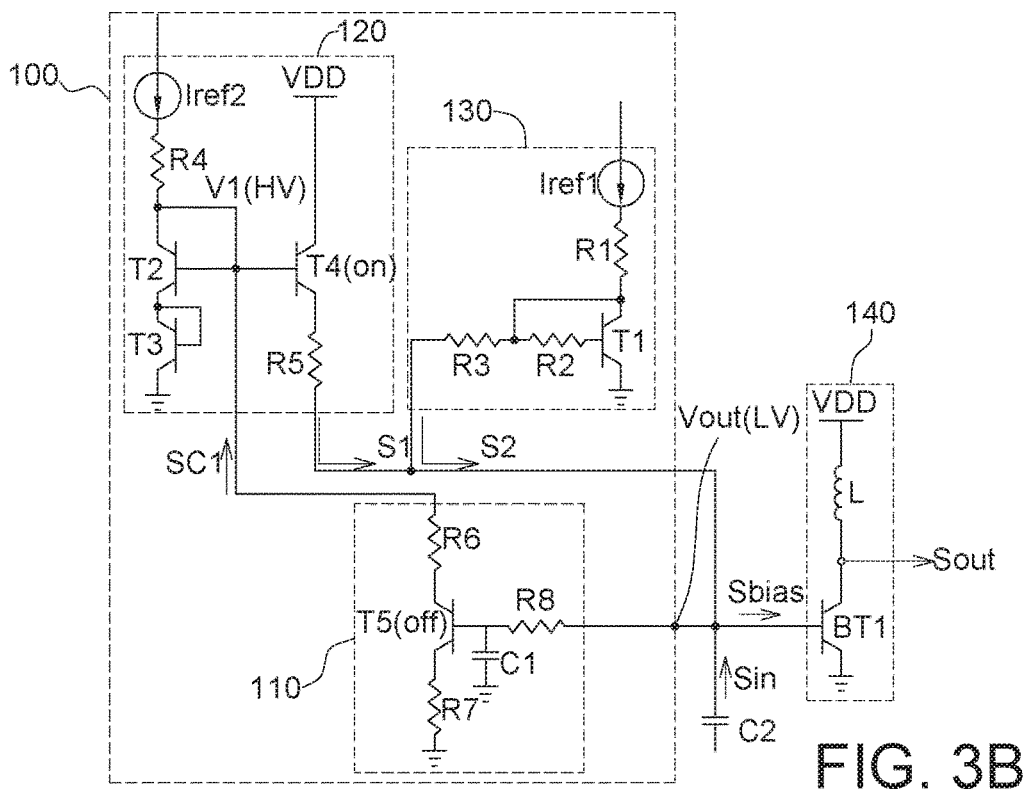 120
100
VDD
Iref2
130
R4
V1(HV)
Iref1
R1
T2
T4(on)
140
T3
R5
R3
R2
T1
VDD
Vout(LV)
SC1
S1
S2
L
R6
Sout
R8
Sbias
T5(off)
BT1
C1
110
R7
Sin
C2
FIG. 3B